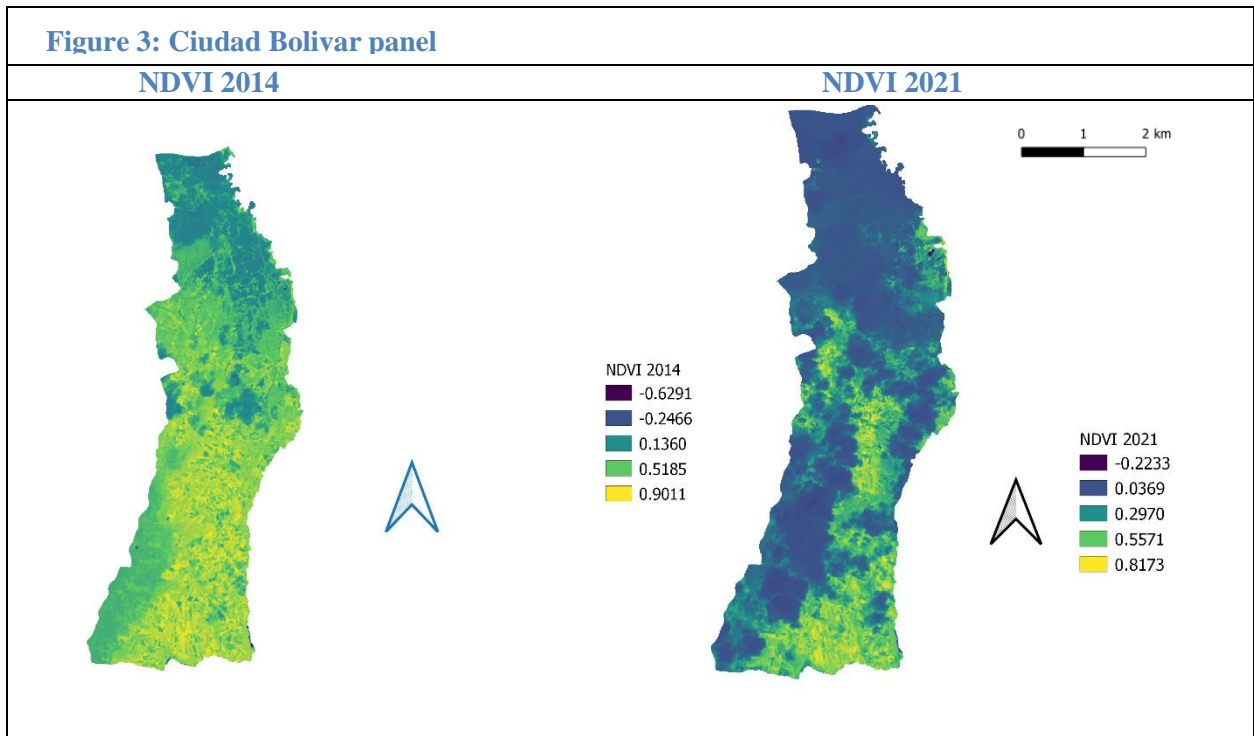 Figure 3: Ciudad Bolivar panel
NDVI 2014
NDVI 2021
0 1 2 km
NDVI 2014
-0.6291
-0.2466
0.1360
0.5185
0.9011
NDVI 2021
-0.2233
0.0369
0.2970
0.5571
0.8173